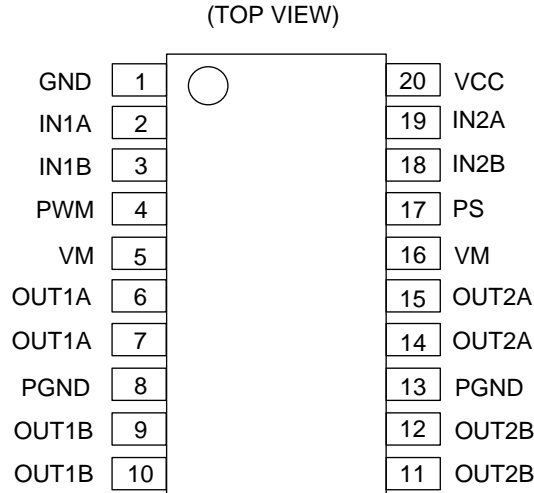 (TOP VIEW)
GND 1 20 VCC
IN1A 2 19 IN2A
IN1B 3 18 IN2B
PWM 4 17 PS
VM 5 16 VM
OUT1A 6 15 OUT2A
OUT1A 7 14 OUT2A
PGND 8 13 PGND
OUT1B 9 12 OUT2B
OUT1B 10 11 OUT2B